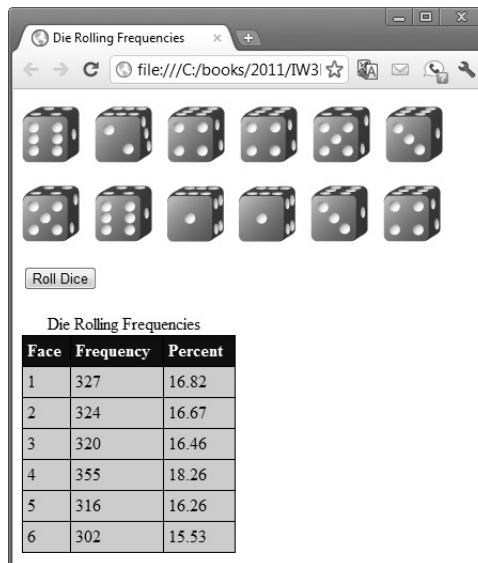 Die Rolling Frequencies
file:///C:/books/2011/IW3
Roll Dice
Die Rolling Frequencies
Face Frequency Percent
1 327 16.82
2 324 16.67
3 320 16.46
4 355 18.26
5 316 16.26
6 302 15.53